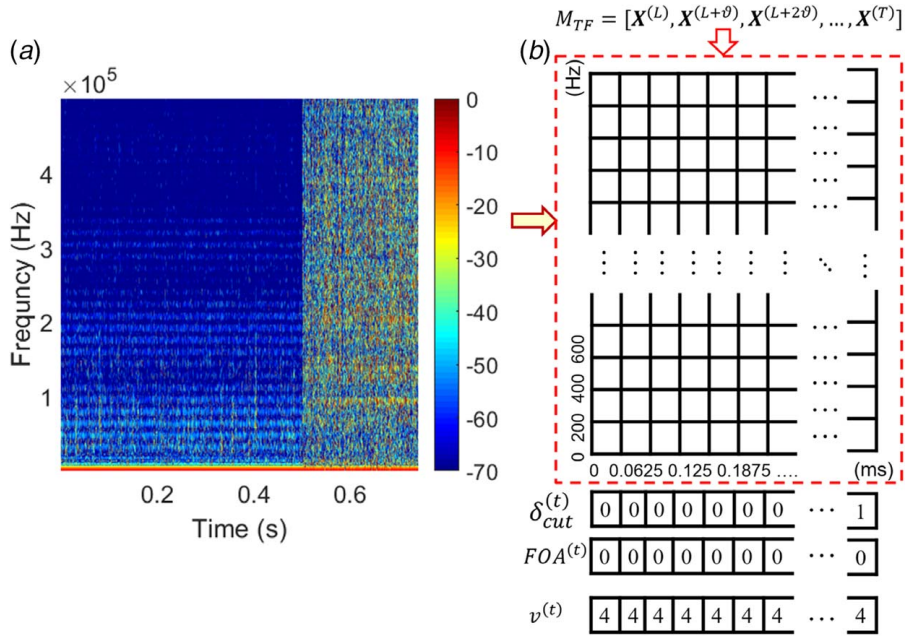 M_TF = [X^(L), X^(L+ϑ), X^(L+2ϑ), ..., X^(T)]
(a)
×10^5
Frequncy (Hz)
4
3
2
1
0.2 0.4 0.6
Time (s)
0
-10
-20
-30
-40
-50
-60
-70
(b)
(Hz)
...
...
...
...
...
600
400
200
0
0 0.0625 0.125 0.1875 .... (ms)
δ_cut^(t) 0 0 0 0 0 0 0 ... 1
FOA^(t) 0 0 0 0 0 0 0 ... 0
v^(t) 4 4 4 4 4 4 4 ... 4